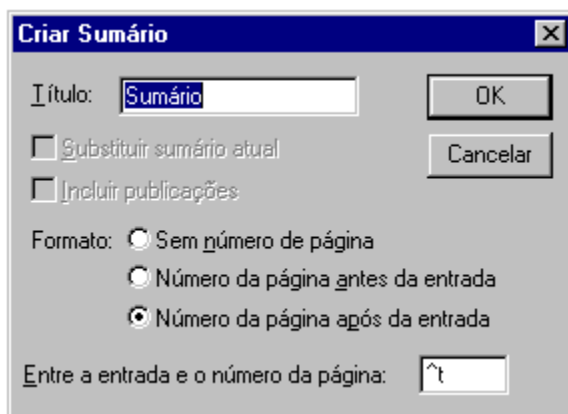 Criar Sumário
Título: Sumário OK
Substituir sumário atual Cancelar
Incluir publicações
Formato: Sem número de página
Número da página antes da entrada
Número da página após da entrada
Entre a entrada e o número da página: ^t